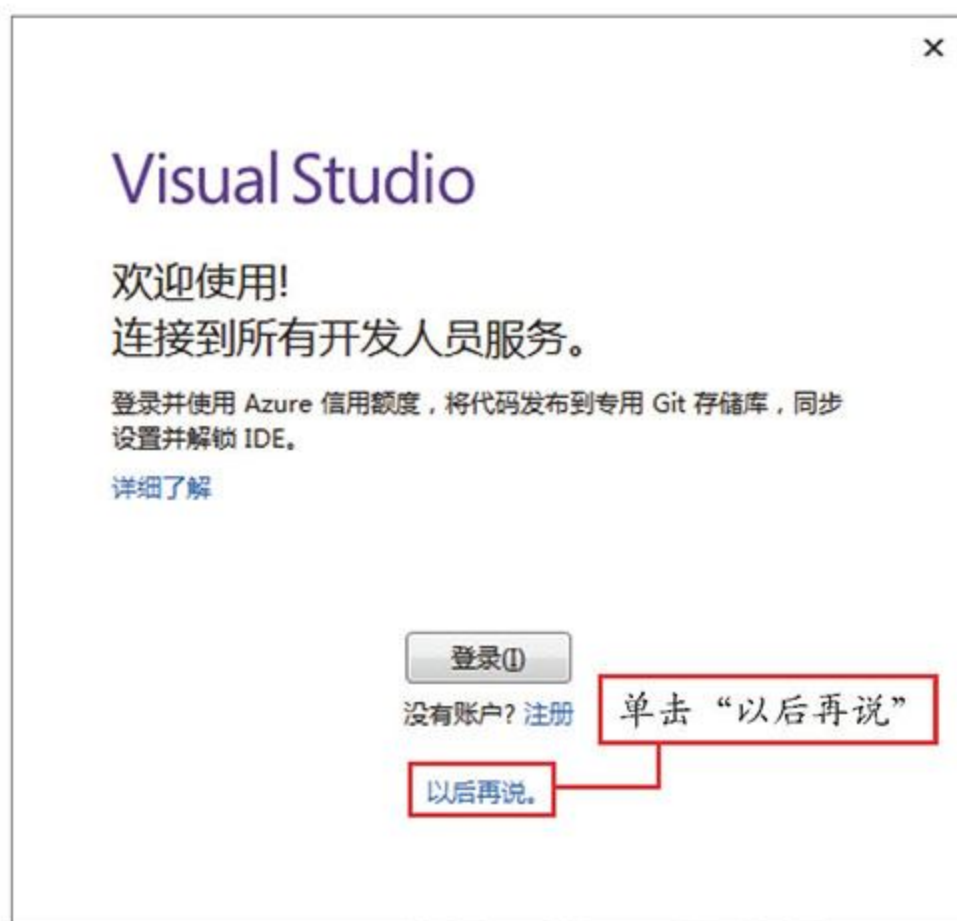 ×
Visual Studio
欢迎使用!
连接到所有开发人员服务。
登录并使用 Azure 信用额度，将代码发布到专用 Git 存储库，同步
设置并解锁 IDE。
详细了解
登录(I)
没有账户? 注册
单击“以后再说”
以后再说。